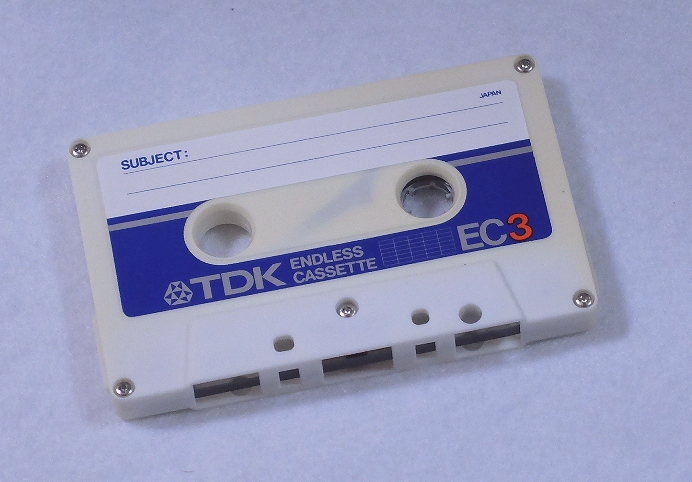 JAPAN
SUBJECT:
TDK ENDLESS CASSETTE EC3